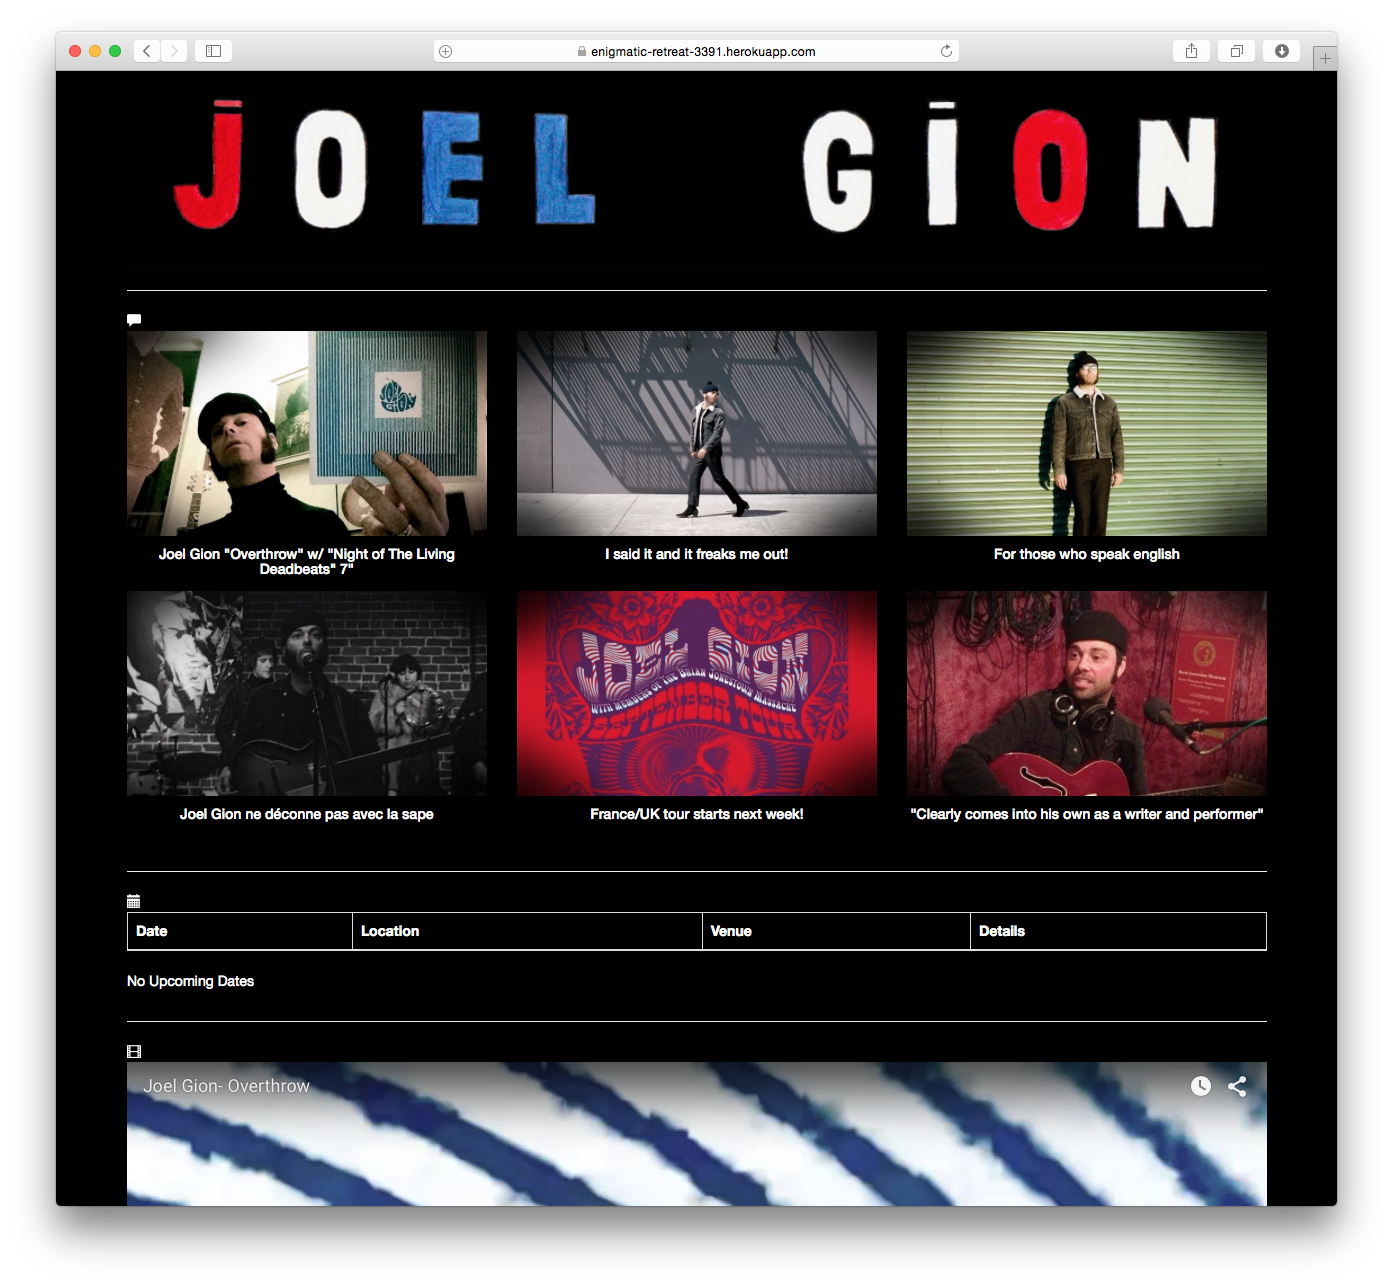 enigmatic-retreat-3391.herokuapp.com
JOEL GION
JOEL
GION
Joel Gion "Overthrow" w/ "Night of The Living
Deadbeats" 7"
I said it and it freaks me out!
For those who speak english
JOEL GION
WITH MEMBERS OF THE BRIAN JONESTOWN MASSACRE
SEPTEMBER TOUR
Joel Gion ne déconne pas avec la sape
France/UK tour starts next week!
"Clearly comes into his own as a writer and performer"
Date Location Venue Details
No Upcoming Dates
Joel Gion- Overthrow